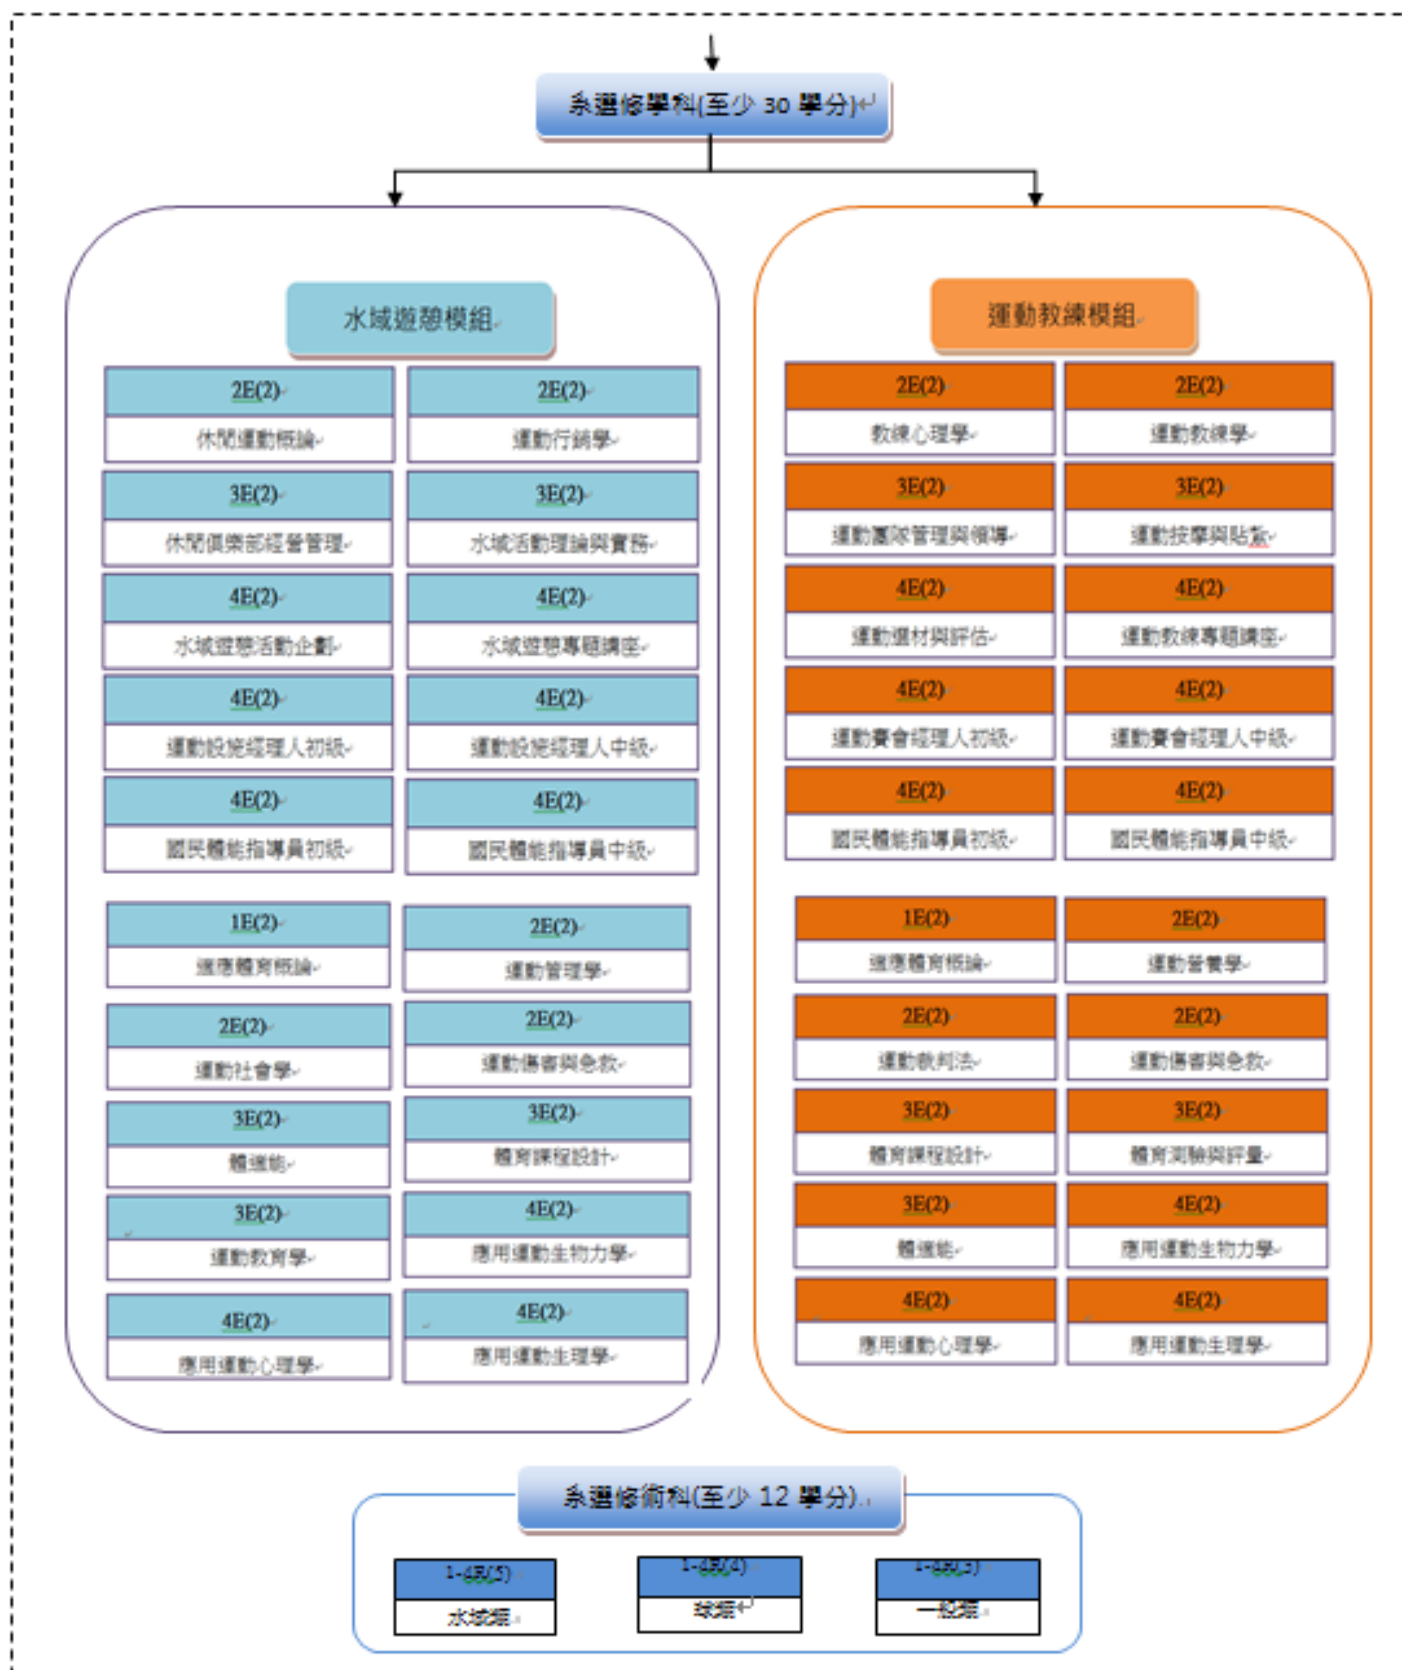 系選修學科(至少 30 學分)
水域遊憩模組
2E(2) 2E(2)
休閒運動概論 運動行銷學
3E(2) 3E(2)
休閒俱樂部經營管理 水域活動理論與實務
4E(2) 4E(2)
水域遊憩活動企劃 水域遊憩專題講座
4E(2) 4E(2)
運動設施經理人初級 運動設施經理人中級
4E(2) 4E(2)
國民體能指導員初級 國民體能指導員中級
1E(2) 2E(2)
適應體育概論 運動管理學
2E(2) 2E(2)
運動社會學 運動傷害與急救
3E(2) 3E(2)
體適能 體育課程設計
3E(2) 4E(2)
運動教育學 應用運動生物力學
4E(2) 4E(2)
應用運動心理學 應用運動生理學
運動教練模組
2E(2) 2E(2)
教練心理學 運動教練學
3E(2) 3E(2)
運動團隊管理與領導 運動按摩與貼紮
4E(2) 4E(2)
運動選材與評估 運動教練專題講座
4E(2) 4E(2)
運動賽會經理人初級 運動賽會經理人中級
4E(2) 4E(2)
國民體能指導員初級 國民體能指導員中級
1E(2) 2E(2)
適應體育概論 運動營養學
2E(2) 2E(2)
運動裁判法 運動傷害與急救
3E(2) 3E(2)
體育課程設計 體育測驗與評量
3E(2) 4E(2)
體適能 應用運動生物力學
4E(2) 4E(2)
應用運動心理學 應用運動生理學
系選修術科(至少 12 學分)
1-4E(5) 1-4E(4) 1-4E(3)
水域類 球類 一般類